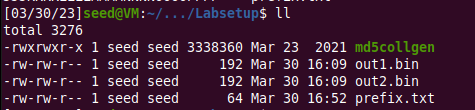 [03/30/23]seed@VM:~/.../Labsetup$ ll
total 3276
-rwxrwxr-x 1 seed seed 3338360 Mar 23  2021 md5collgen
-rw-rw-r-- 1 seed seed     192 Mar 30 16:09 out1.bin
-rw-rw-r-- 1 seed seed     192 Mar 30 16:09 out2.bin
-rw-rw-r-- 1 seed seed      64 Mar 30 16:52 prefix.txt